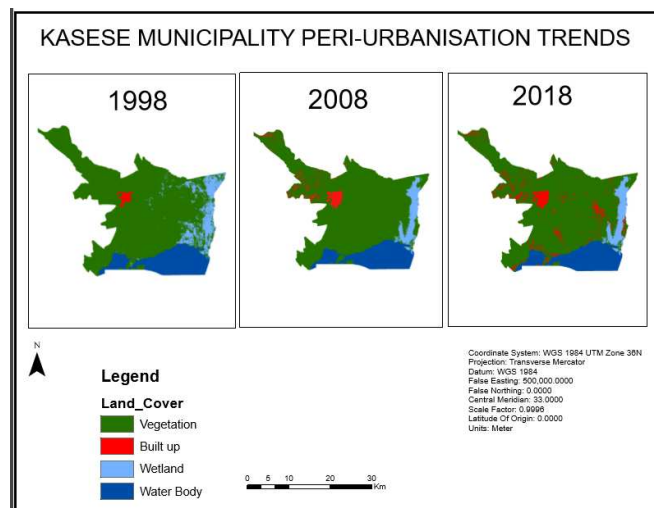 KASESE MUNICIPALITY PERI-URBANISATION TRENDS
1998
2008
2018
N
Legend
Land_Cover
Vegetation
Built up
Wetland
Water Body
0 5 10 20 30
Km
Coordinate System: WGS 1984 UTM Zone 36N
Projection: Transverse Mercator
Datum: WGS 1984
False Easting: 500,000.0000
False Northing: 0.0000
Central Meridian: 33.0000
Scale Factor: 0.9996
Latitude Of Origin: 0.0000
Units: Meter